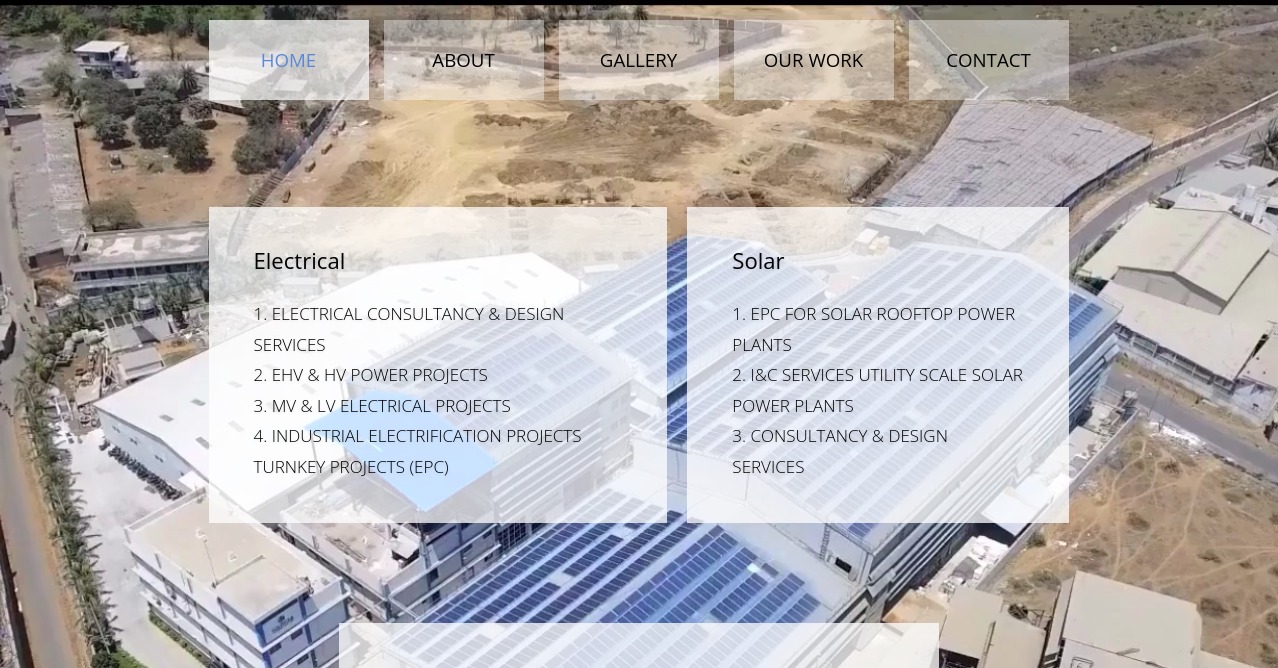 HOME
ABOUT
GALLERY
OUR WORK
CONTACT
Electrical
1. ELECTRICAL CONSULTANCY & DESIGN
SERVICES
2. EHV & HV POWER PROJECTS
3. MV & LV ELECTRICAL PROJECTS
4. INDUSTRIAL ELECTRIFICATION PROJECTS
TURNKEY PROJECTS (EPC)
Solar
1. EPC FOR SOLAR ROOFTOP POWER
PLANTS
2. I&C SERVICES UTILITY SCALE SOLAR
POWER PLANTS
3. CONSULTANCY & DESIGN
SERVICES